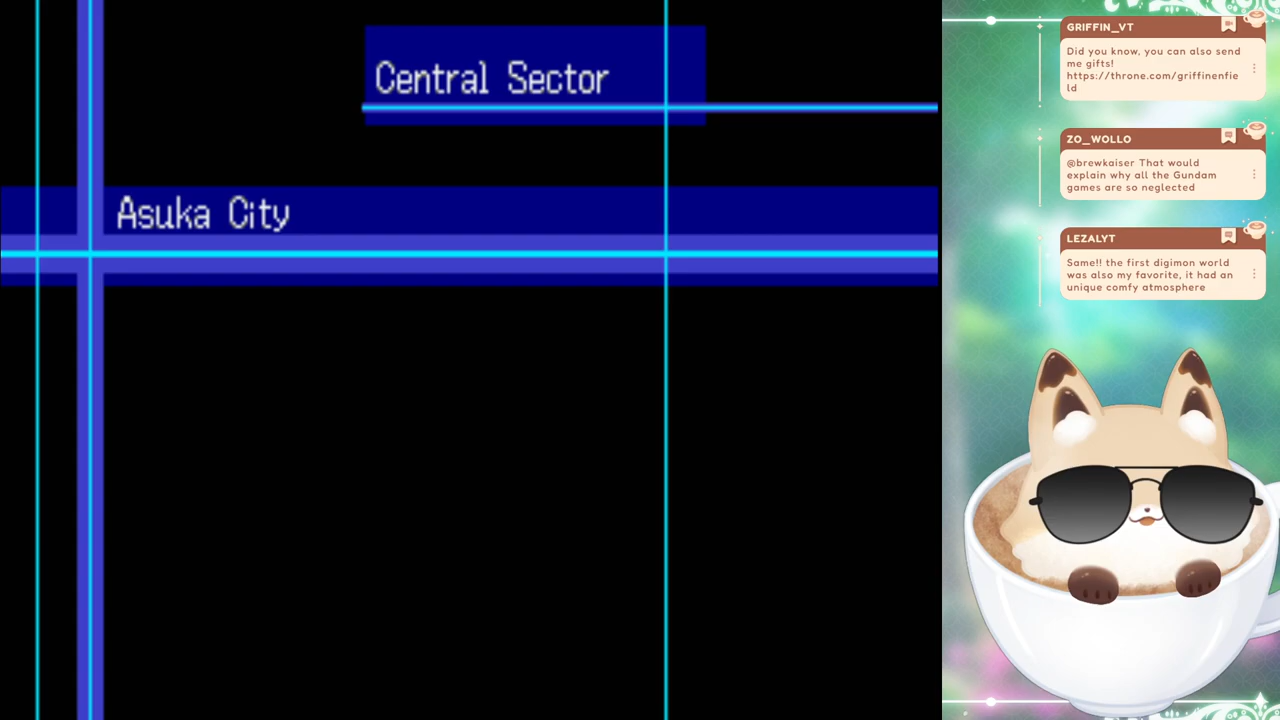 Central Sector
Asuka City
GRIFFIN_VT
Did you know, you can also send
me gifts!
https://throne.com/griffinenfie
ld
ZO_WOLLO
@brewkaiser That would
explain why all the Gundam
games are so neglected
LEZALYT
Same!! the first digimon world
was also my favorite, it had an
unique comfy atmosphere